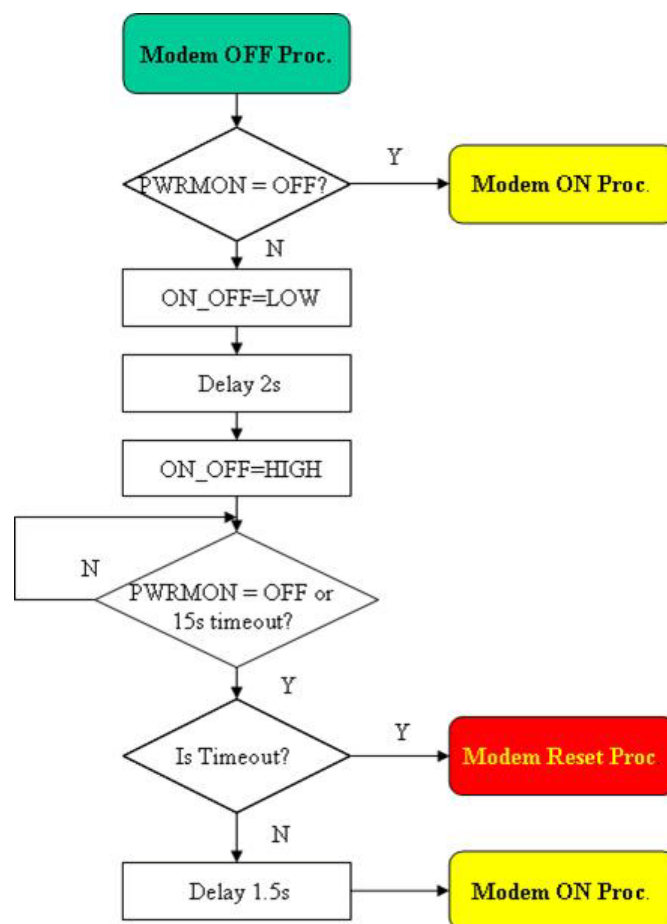 Modem OFF Proc.
Y
PWRMON = OFF?
Modem ON Proc.
N
ON_OFF=LOW
Delay 2s
ON_OFF=HIGH
N
PWRMON = OFF or
15s timeout?
Y
Y
Is Timeout?
Modem Reset Proc
N
Delay 1.5s
Modem ON Proc.